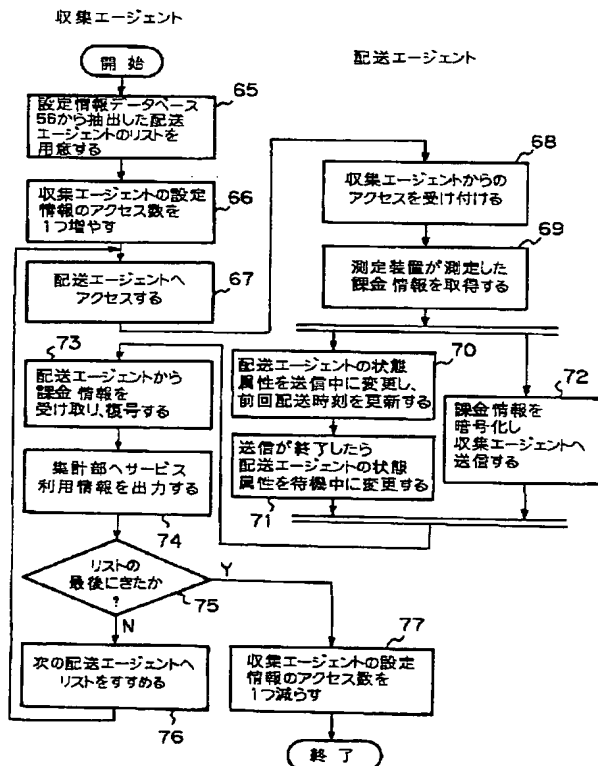 収集エージェント
開始
65
設定情報データベース
56から抽出した配送
エージェントのリストを
用意する
66
収集エージェントの設定
情報のアクセス数を
1つ増やす
67
配送エージェントへ
アクセスする
配送エージェント
68
収集エージェントからの
アクセスを受け付ける
69
測定装置が測定した
課金情報を取得する
70
配送エージェントの状態
属性を送信中に変更し、
前回配送時刻を更新する
71
送信が終了したら
配送エージェントの状態
属性を待機中に変更する
72
課金情報を
暗号化し
収集エージェントへ
送信する
73
配送エージェントから
課金情報を
受け取り、復号する
集計部へサービス
利用情報を出力する
74
リストの
最後にきたか
?
75
Y
N
次の配送エージェントへ
リストをすすめる
76
77
収集エージェントの設定
情報のアクセス数を
1つ減らす
終了